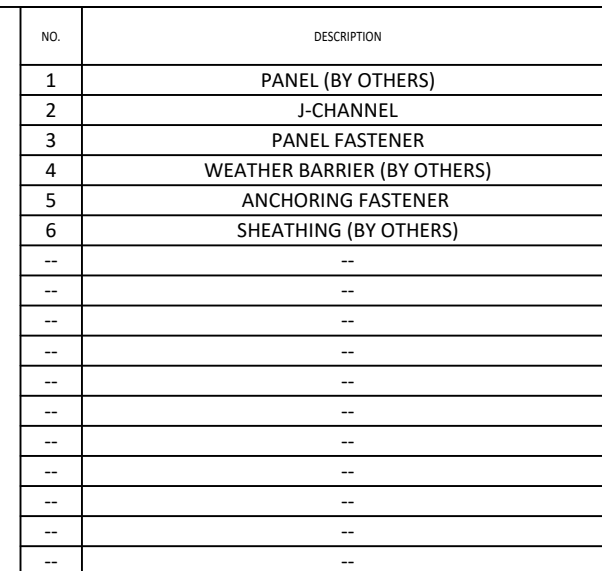 NO. DESCRIPTION
1 PANEL (BY OTHERS)
2 J-CHANNEL
3 PANEL FASTENER
4 WEATHER BARRIER (BY OTHERS)
5 ANCHORING FASTENER
6 SHEATHING (BY OTHERS)
-- --
-- --
-- --
-- --
-- --
-- --
-- --
-- --
-- --
-- --
-- --